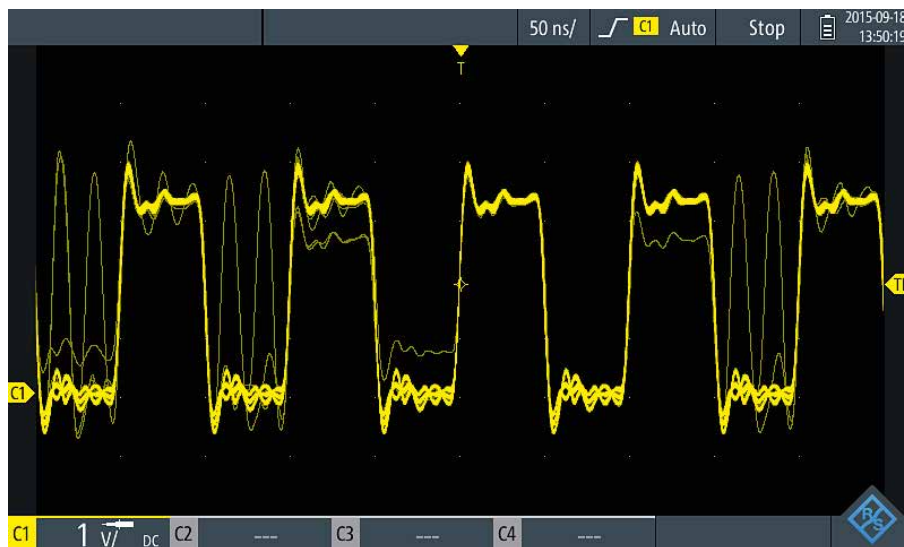 50 ns/ C1 Auto Stop 2015-09-18
13:50:19
T
C1
C1 1 V/ DC C2 --- C3 --- C4 ---
R&S